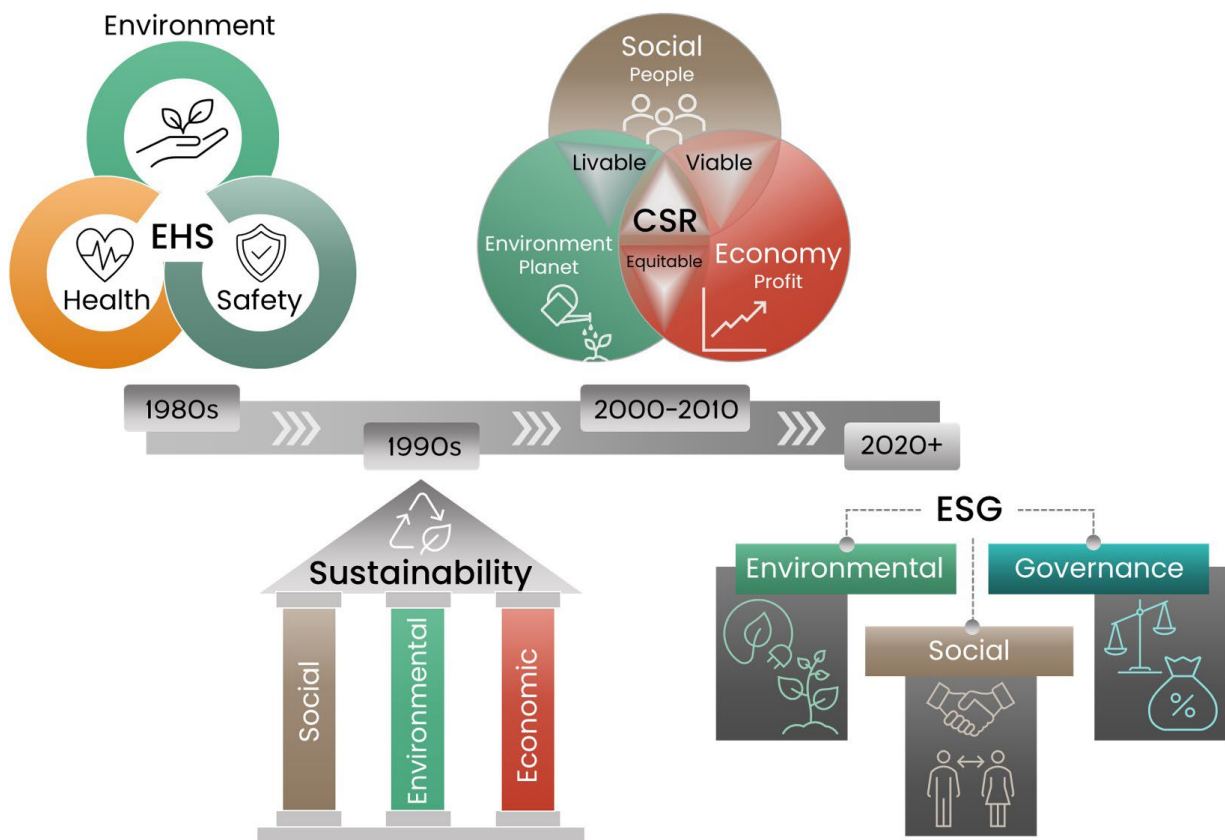 Environment
EHS
Health
Safety
Social
People
Livable
Viable
CSR
Environment
Planet
Equitable
Economy
Profit
1980s
1990s
2000-2010
2020+
Sustainability
Social
Environmental
Economic
ESG
Environmental
Social
Governance
%